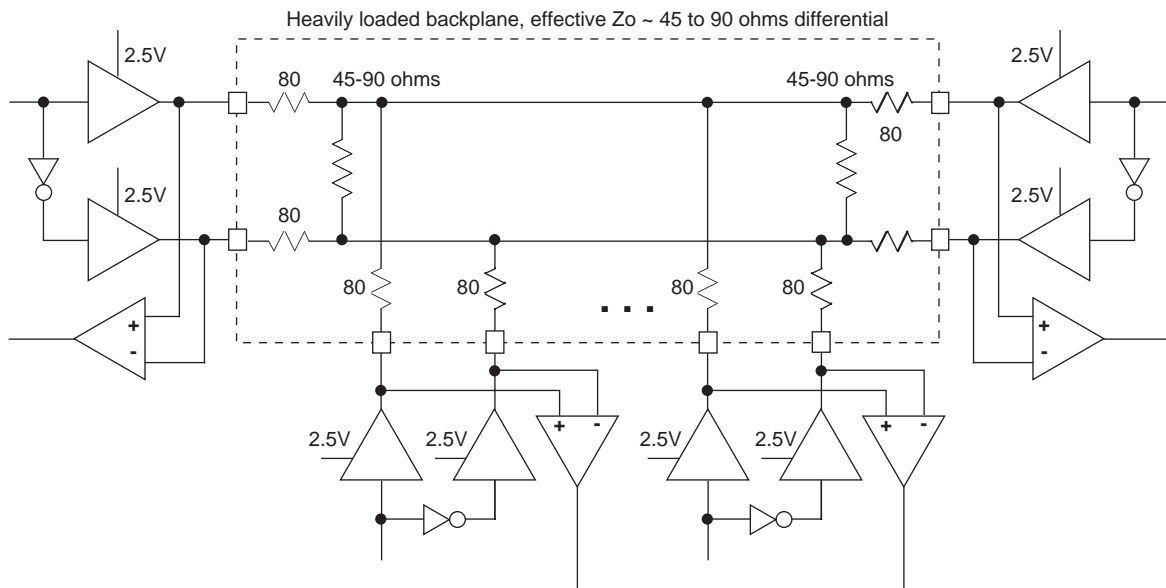 Heavily loaded backplane, effective Zo ~ 45 to 90 ohms differential
2.5V
80
45-90 ohms
45-90 ohms
80
2.5V
2.5V
80
2.5V
80
80
. . .
80
80
+
-
+
-
2.5V
2.5V
+
-
2.5V
2.5V
+
-